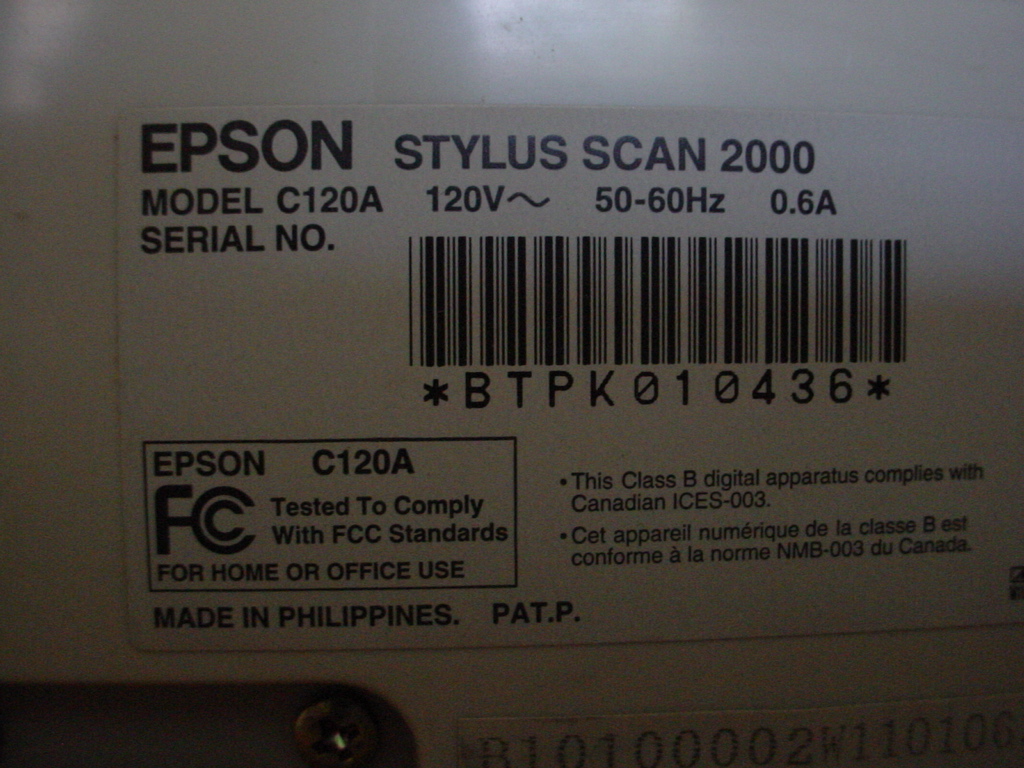 EPSON STYLUS SCAN 2000
MODEL C120A 120V～ 50-60Hz 0.6A
SERIAL NO.
*BTPK010436*
EPSON C120A
FC Tested To Comply
With FCC Standards
FOR HOME OR OFFICE USE
• This Class B digital apparatus complies with
Canadian ICES-003.
• Cet appareil numérique de la classe B est
conforme à la norme NMB-003 du Canada.
MADE IN PHILIPPINES. PAT.P.
B10100002W110106